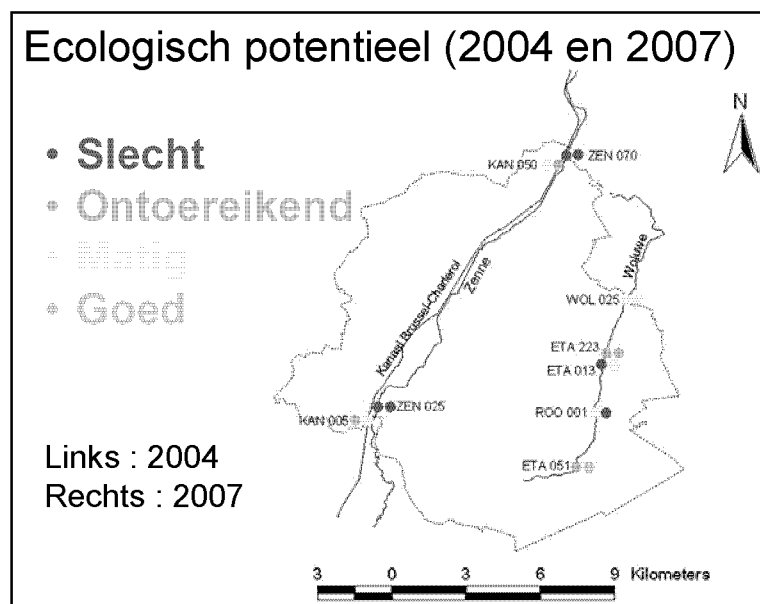 Ecologisch potentieel (2004 en 2007)
N
• Slecht
• Ontoereikend
• Matig
• Goed
KAN 050
ZEN 070
Woluwe
Kanaal Brussel-Charleroi
Zenne
WOL 025
ETA 223
ETA 013
ROO 001
ZEN 025
KAN 005
ETA 051
Links : 2004
Rechts : 2007
3 0 3 6 9 Kilometers